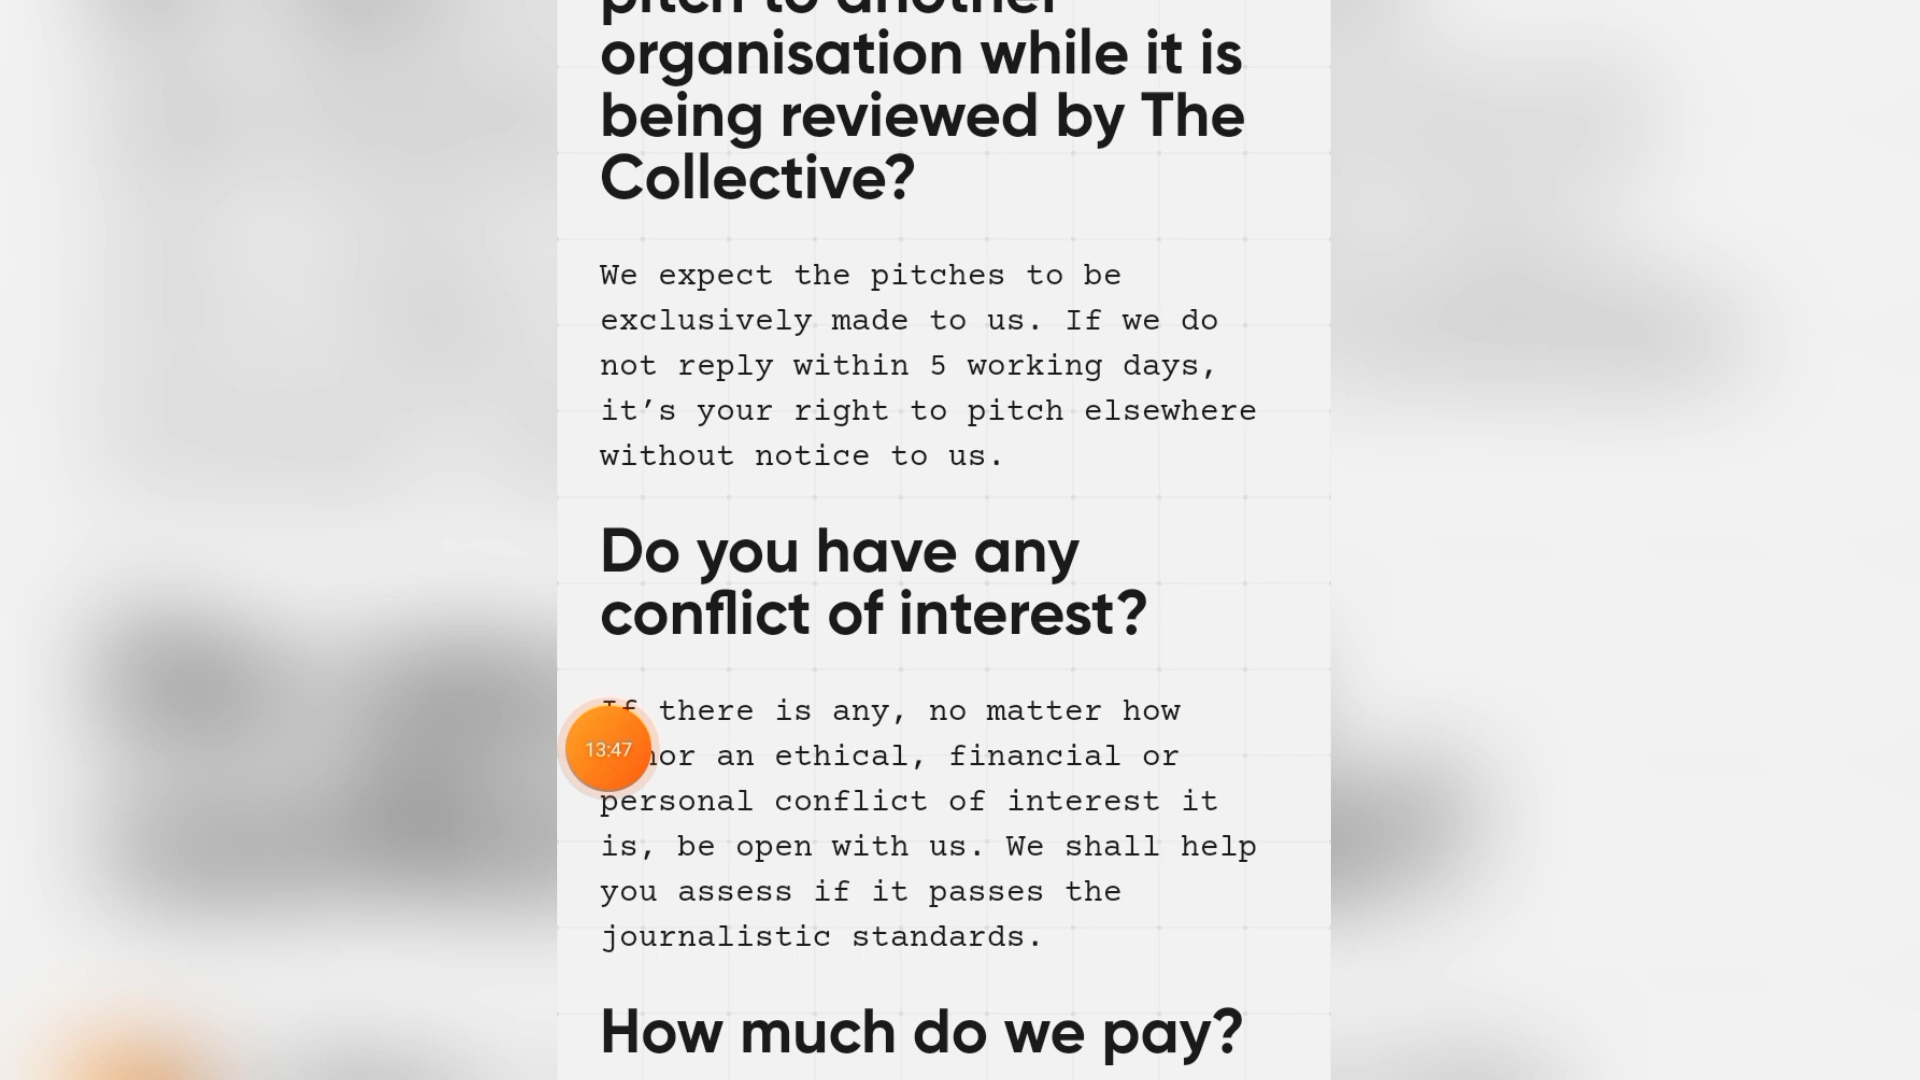 pitch to another
organisation while it is
being reviewed by The
Collective?
We expect the pitches to be
exclusively made to us. If we do
not reply within 5 working days,
it’s your right to pitch elsewhere
without notice to us.
Do you have any
conflict of interest?
If there is any, no matter how
an ethical, financial or
13:47
personal conflict of interest it
is, be open with us. We shall help
you assess if it passes the
journalistic standards.
How much do we pay?